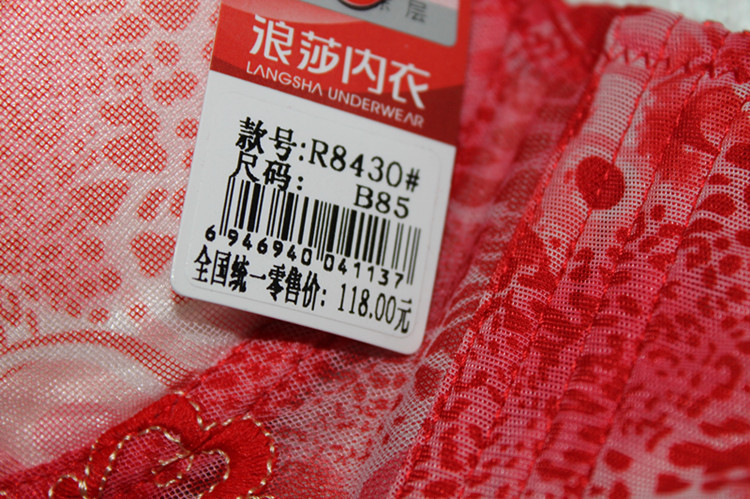 层
浪莎内衣
LANGSHA UNDERWEAR
款号:R8430#
尺码: B85
6 946940 041137
全国统一零售价: 118.00元